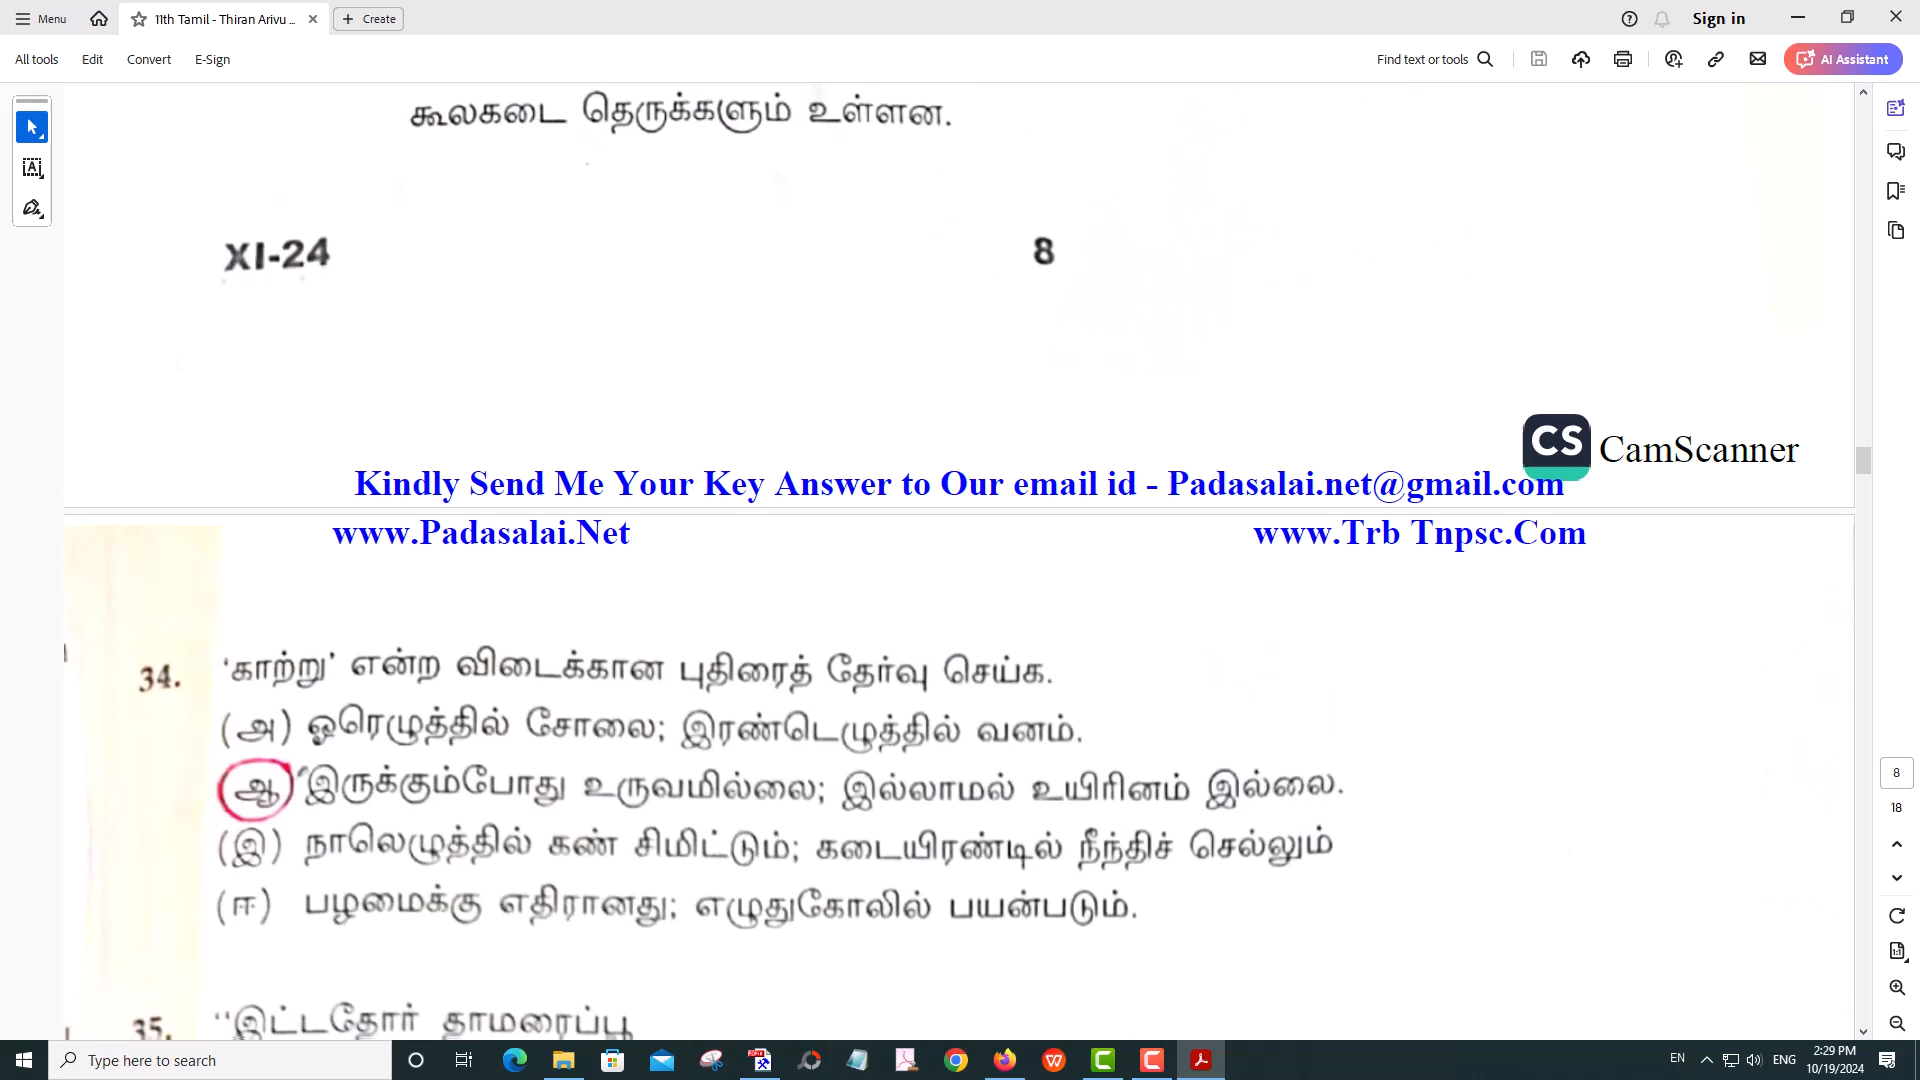 Menu
11th Tamil - Thiran Arivu ...
Create
Sign in
All tools Edit Convert E-Sign
Find text or tools
AI Assistant
கூலகடை தெருக்களும் உள்ளன.
XI-24 8
CS CamScanner
Kindly Send Me Your Key Answer to Our email id - Padasalai.net@gmail.com
www.Padasalai.Net www.Trb Tnpsc.Com
34. 'காற்று' என்ற விடைக்கான புதிரைத் தேர்வு செய்க.
(அ) ஓரெழுத்தில் சோலை; இரண்டெழுத்தில் வனம்.
ஆ இருக்கும்போது உருவமில்லை; இல்லாமல் உயிரினம் இல்லை.
(இ) நாலெழுத்தில் கண் சிமிட்டும்; கடையிரண்டில் நீந்திச் செல்லும்
(ஈ) பழமைக்கு எதிரானது; எழுதுகோலில் பயன்படும்.
8
18
35. "இட்டதோர் தாமரைப்பூ
Type here to search
EN
ENG
2:29 PM
10/19/2024